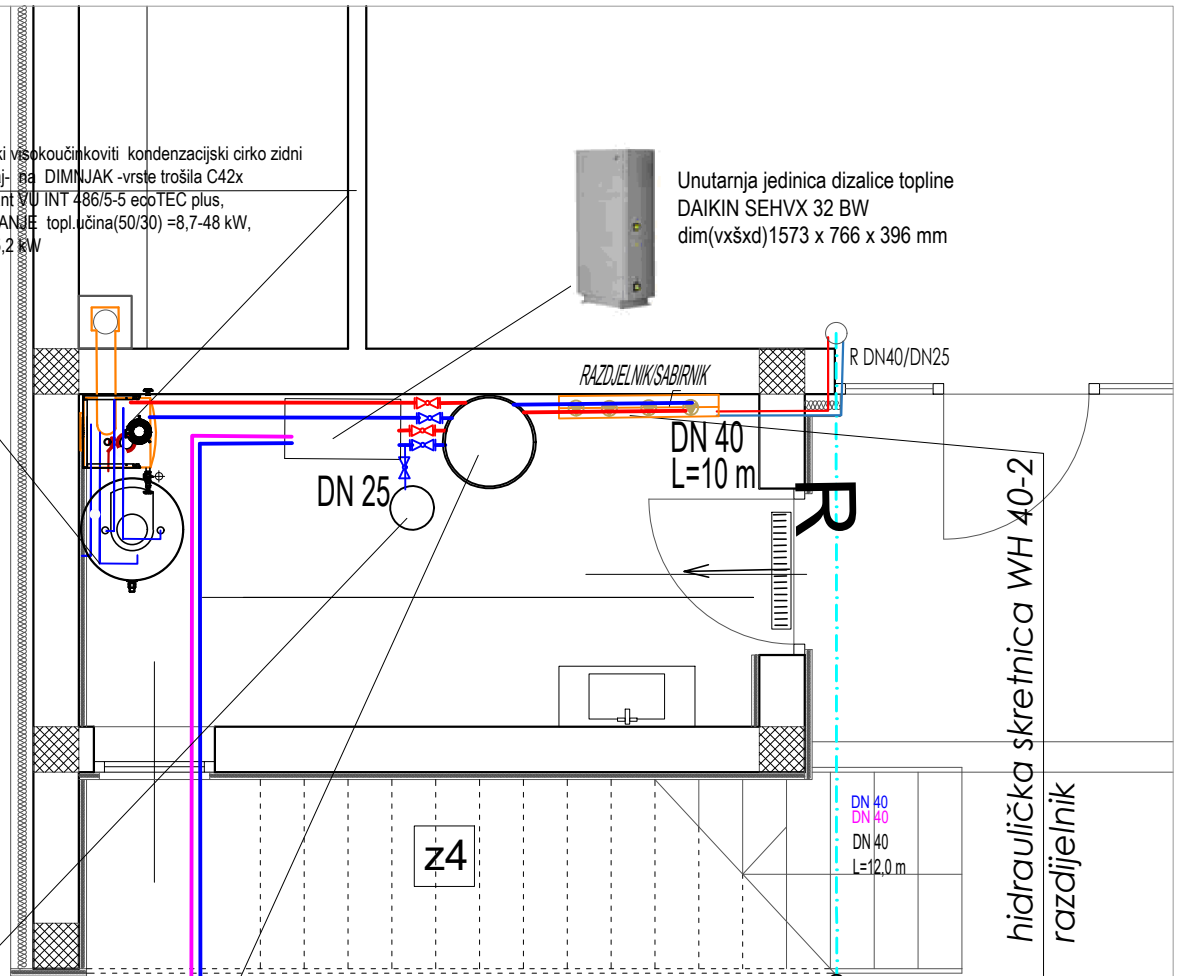 ki visokoučinkoviti kondenzacijski cirko zidni
na DIMNJAK -vrste trošila C42x
nt VU INT 486/5-5 ecoTEC plus,
ANJE topl.učina(50/30) =8,7-48 kW,
,2 kW
Unutarnja jedinica dizalice topline
DAIKIN SEHVX 32 BW
dim(vxšxd)1573 x 766 x 396 mm
R DN40/DN25
RAZDJELNIK/SABIRNIK
DN 40
L=10 m
DN 25
R
hidraulička skretnica WH 40-2
razdijelnik
DN 40
DN 40
DN 40
L=12,0 m
z4